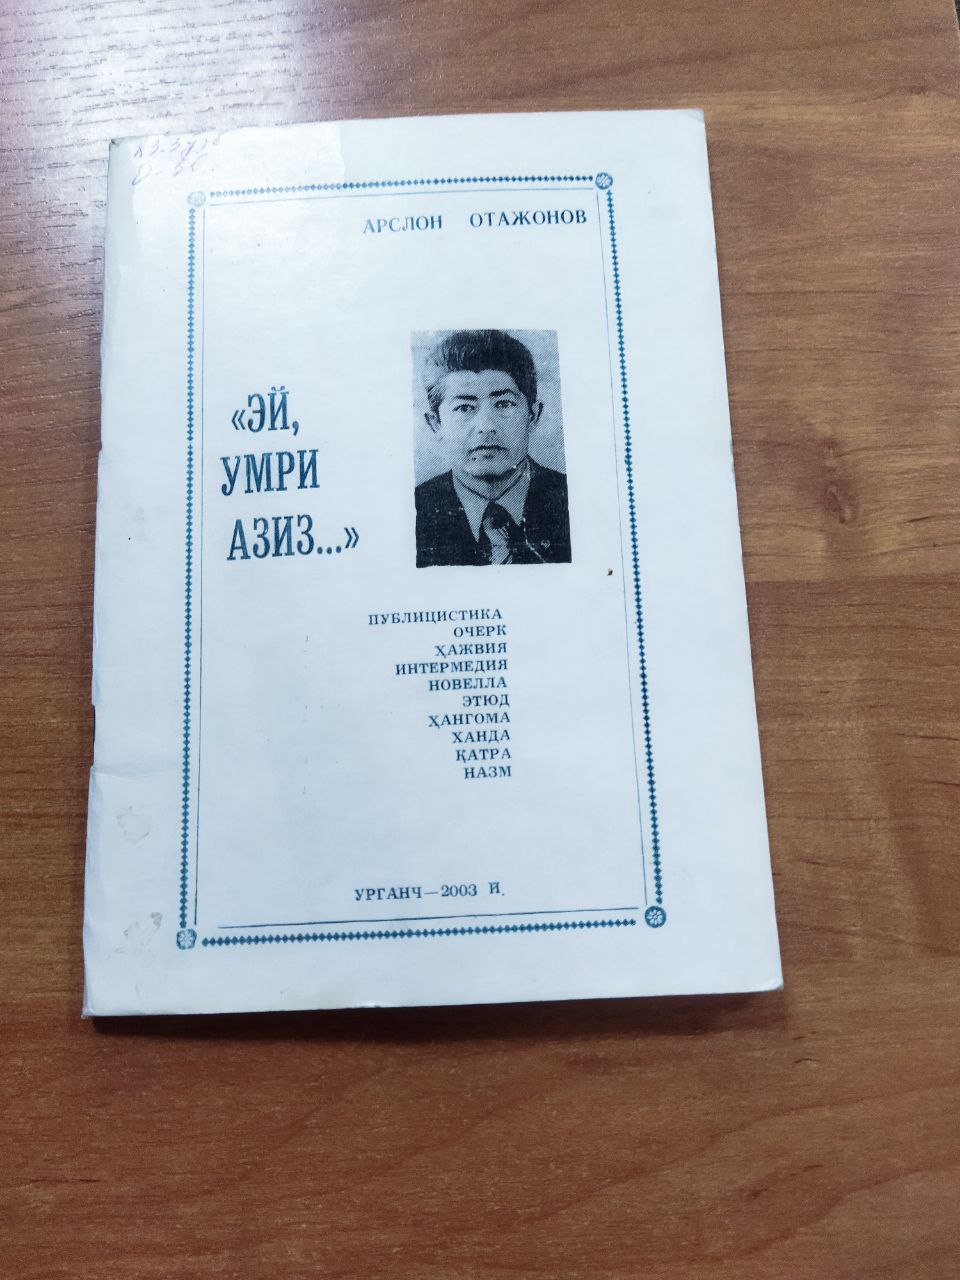 АРСЛОН ОТАЖОНОВ
«ЭЙ,
УМРИ
АЗИЗ...»
ПУБЛИЦИСТИКА
ОЧЕРК
ҲАЖВИЯ
ИНТЕРМЕДИЯ
НОВЕЛЛА
ЭТЮД
ҲАНГОМА
ХАНДА
ҚАТРА
НАЗМ
УРГАНЧ—2003 Й.